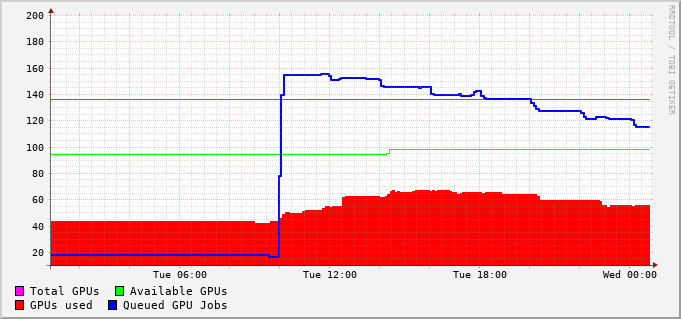 200
180
160
140
120
100
80
60
40
20
Tue 06:00 Tue 12:00 Tue 18:00 Wed 00:00
Total GPUs Available GPUs
GPUs used Queued GPU Jobs
RRDTOOL / TOBI OETIKER